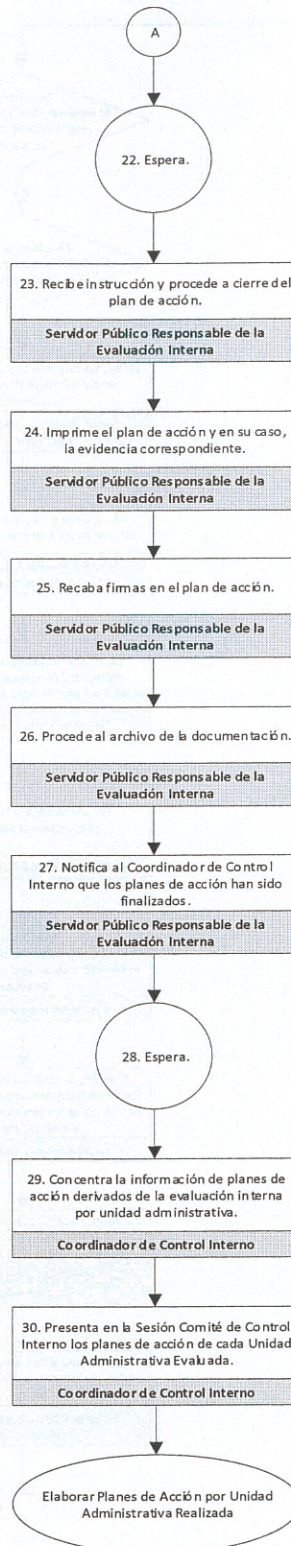 A
22. Espera.
23. Recibe instrucción y procede a cierre del
plan de acción.
Servidor Público Responsable de la
Evaluación Interna
24. Imprime el plan de acción y en su caso,
la evidencia correspondiente.
Servidor Público Responsable de la
Evaluación Interna
25. Recaba firmas en el plan de acción.
Servidor Público Responsable de la
Evaluación Interna
26. Procede al archivo de la documentación.
Servidor Público Responsable de la
Evaluación Interna
27. Notifica al Coordinador de Control
Interno que los planes de acción han sido
finalizados.
Servidor Público Responsable de la
Evaluación Interna
28. Espera.
29. Concentra la información de planes de
acción derivados de la evaluación interna
por unidad administrativa.
Coordinador de Control Interno
30. Presenta en la Sesión Comité de Control
Interno los planes de acción de cada Unidad
Administrativa Evaluada.
Coordinador de Control Interno
Elaborar Planes de Acción por Unidad
Administrativa Realizada